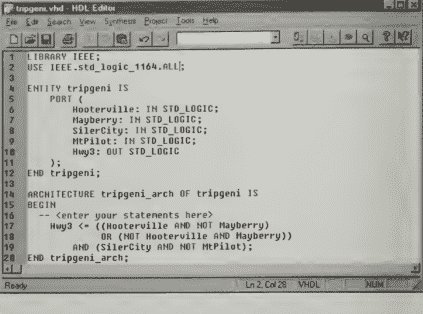 tripgeni.vhd - HDL Editor
File Edit Search View Synthesis Project Tools Help
1 LIBRARY IEEE;
2 USE IEEE.std_logic_1164.ALL;
3
4 ENTITY tripgeni IS
5 PORT (
6 Hooterville: IN STD_LOGIC;
7 Mayberry: IN STD_LOGIC;
8 SilerCity: IN STD_LOGIC;
9 MtPilot: IN STD_LOGIC;
10 Hwy3: OUT STD_LOGIC
11 );
12 END tripgeni;
13
14 ARCHITECTURE tripgeni_arch OF tripgeni IS
15 BEGIN
16 -- <enter your statements here>
17 Hwy3 <= ((Hooterville AND NOT Mayberry)
18 OR (NOT Hooterville AND Mayberry))
19 AND (SilerCity AND NOT MtPilot);
20 END tripgeni_arch;
Ready Ln 2, Col 28 VHDL NUM